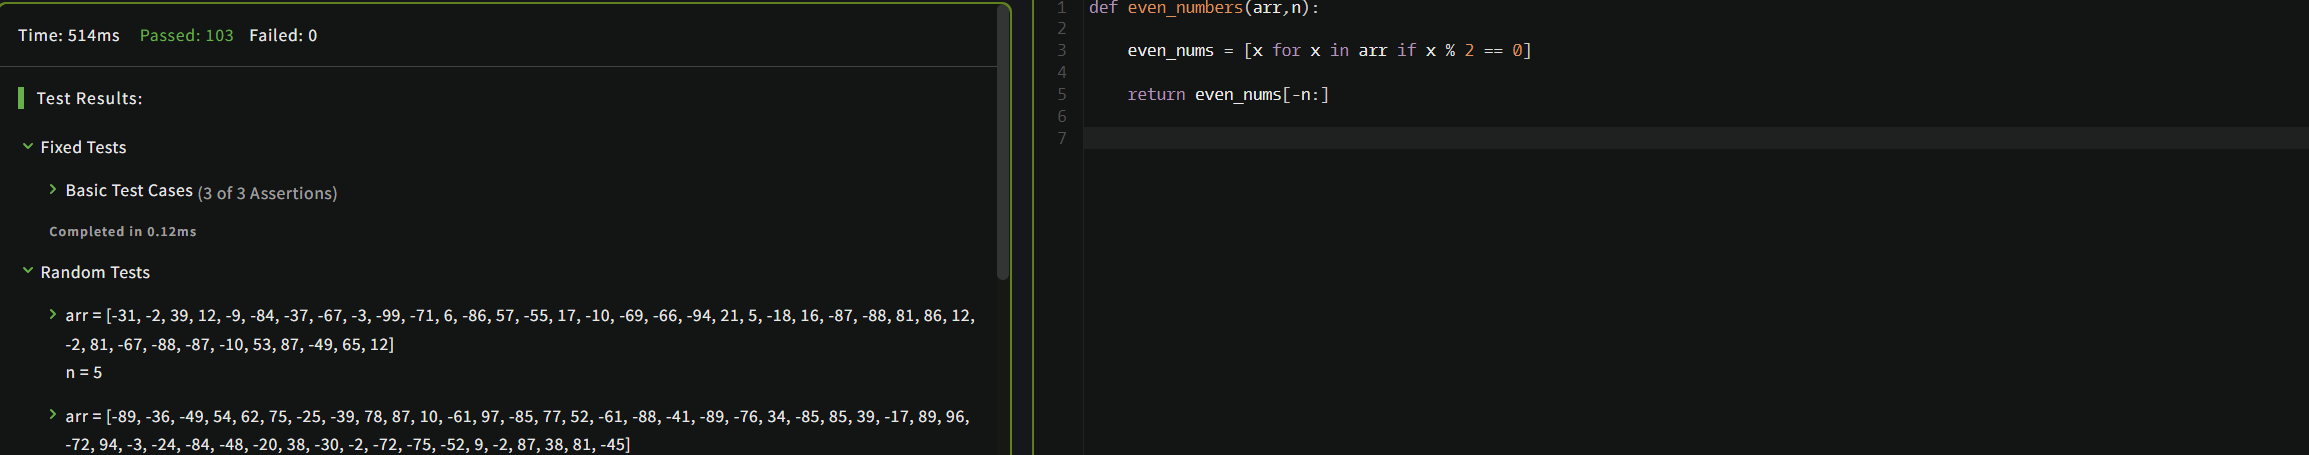 Time: 514ms Passed: 103 Failed: 0
Test Results:
Fixed Tests
Basic Test Cases (3 of 3 Assertions)
Completed in 0.12ms
Random Tests
arr = [-31, -2, 39, 12, -9, -84, -37, -67, -3, -99, -71, 6, -86, 57, -55, 17, -10, -69, -66, -94, 21, 5, -18, 16, -87, -88, 81, 86, 12,
-2, 81, -67, -88, -87, -10, 53, 87, -49, 65, 12]
n = 5
arr = [-89, -36, -49, 54, 62, 75, -25, -39, 78, 87, 10, -61, 97, -85, 77, 52, -61, -88, -41, -89, -76, 34, -85, 85, 39, -17, 89, 96,
-72, 94, -3, -24, -84, -48, -20, 38, -30, -2, -72, -75, -52, 9, -2, 87, 38, 81, -45]
1 def even_numbers(arr,n):
2
3     even_nums = [x for x in arr if x % 2 == 0]
4
5     return even_nums[-n:]
6
7